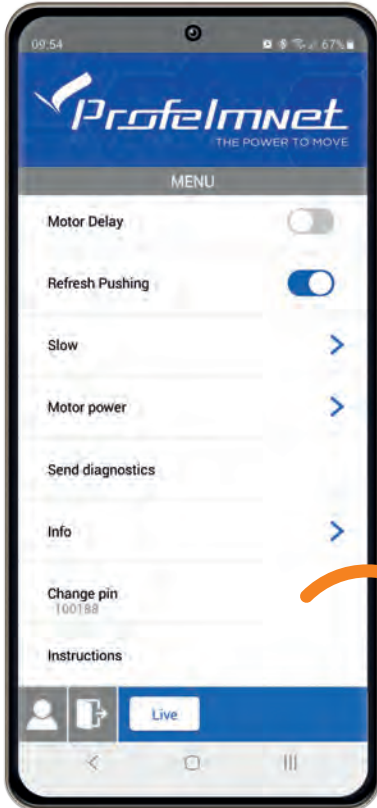 09:54
67%
Profelmnet
THE POWER TO MOVE
MENU
Motor Delay
Refresh Pushing
Slow
Motor power
Send diagnostics
Info
Change pin
100188
Instructions
Live